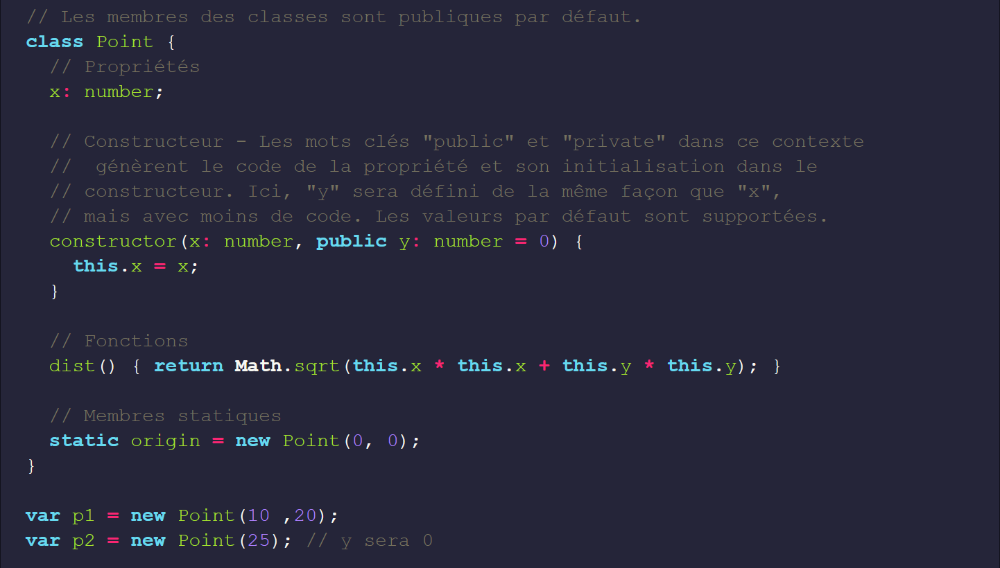 // Les membres des classes sont publiques par défaut.
class Point {
  // Propriétés
  x: number;

  // Constructeur - Les mots clés "public" et "private" dans ce contexte
  //  génèrent le code de la propriété et son initialisation dans le
  // constructeur. Ici, "y" sera défini de la même façon que "x",
  // mais avec moins de code. Les valeurs par défaut sont supportées.
  constructor(x: number, public y: number = 0) {
    this.x = x;
  }

  // Fonctions
  dist() { return Math.sqrt(this.x * this.x + this.y * this.y); }

  // Membres statiques
  static origin = new Point(0, 0);
}

var p1 = new Point(10 ,20);
var p2 = new Point(25); // y sera 0